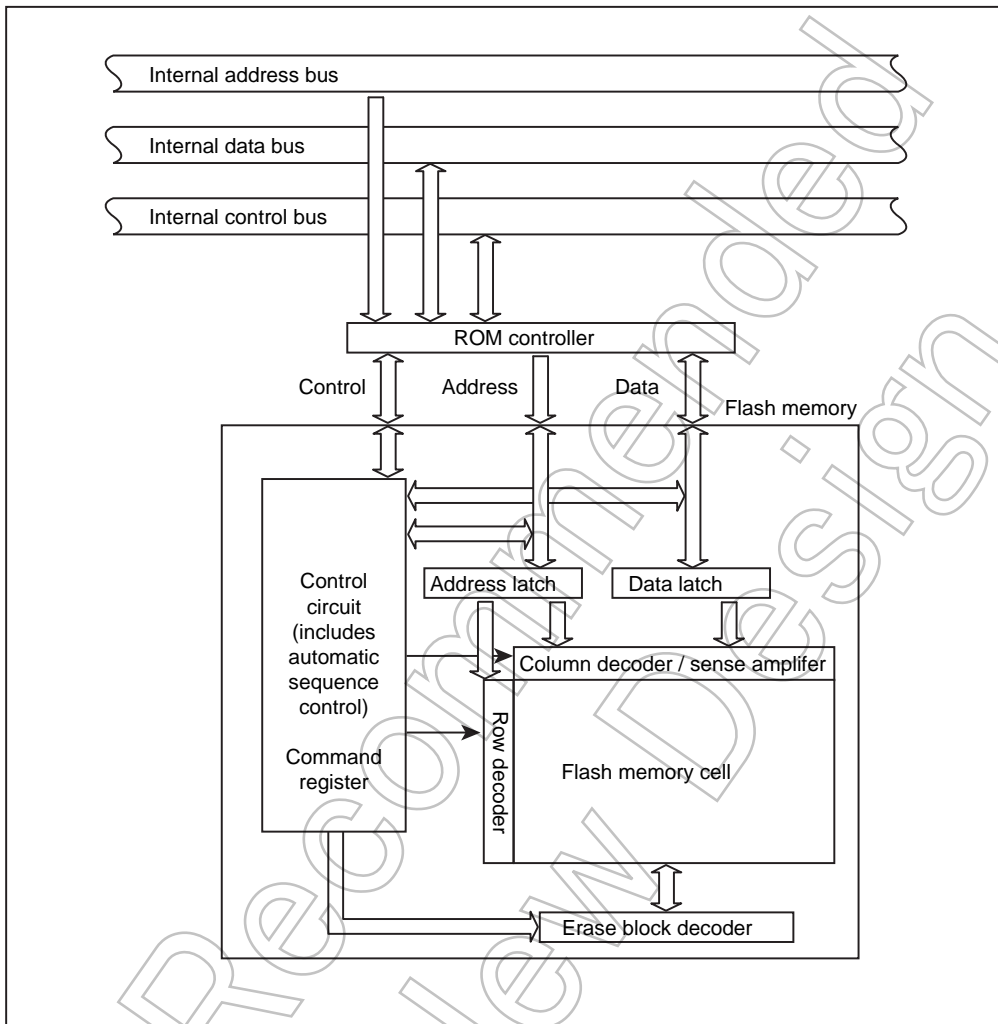 Internal address bus
Internal data bus
Internal control bus
ROM controller
Control
Address
Data
Flash memory
Address latch
Data latch
Control
circuit
(includes
automatic
sequence
control)
Command
register
Column decoder / sense amplifer
Row decoder
Flash memory cell
Erase block decoder
Recommended
ew Design